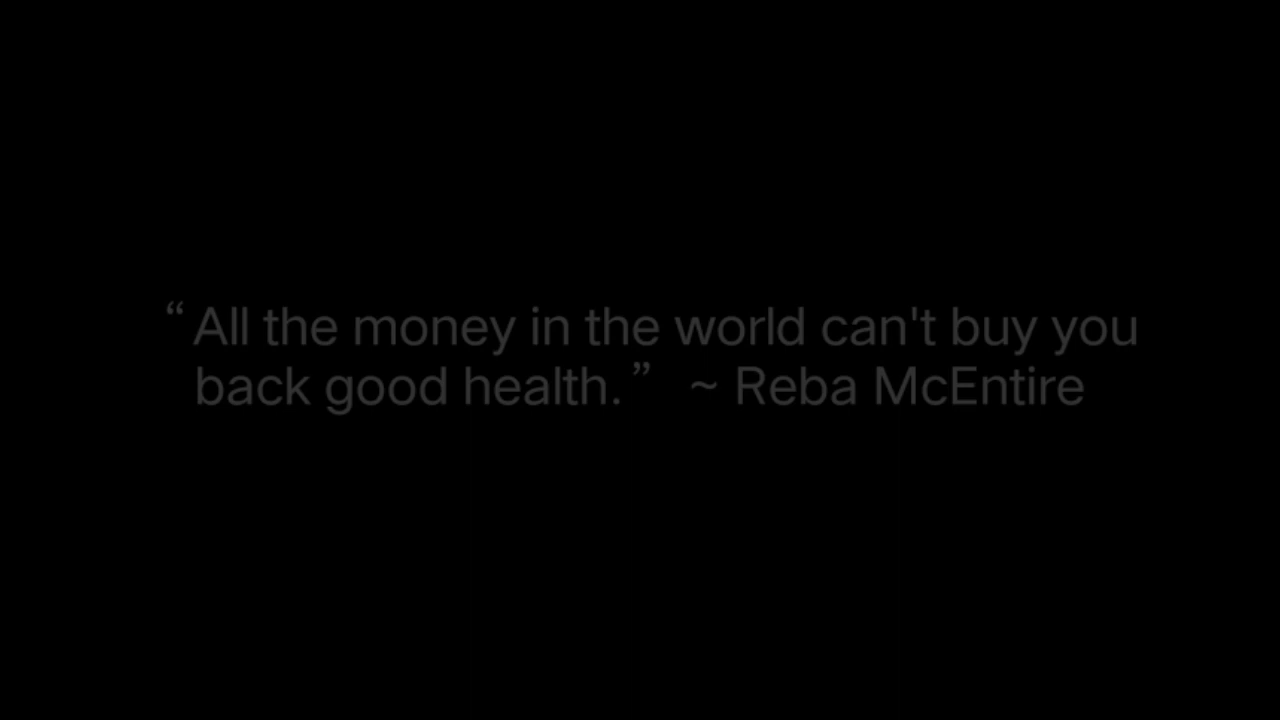 “All the money in the world can't buy you
back good health.” ~ Reba McEntire